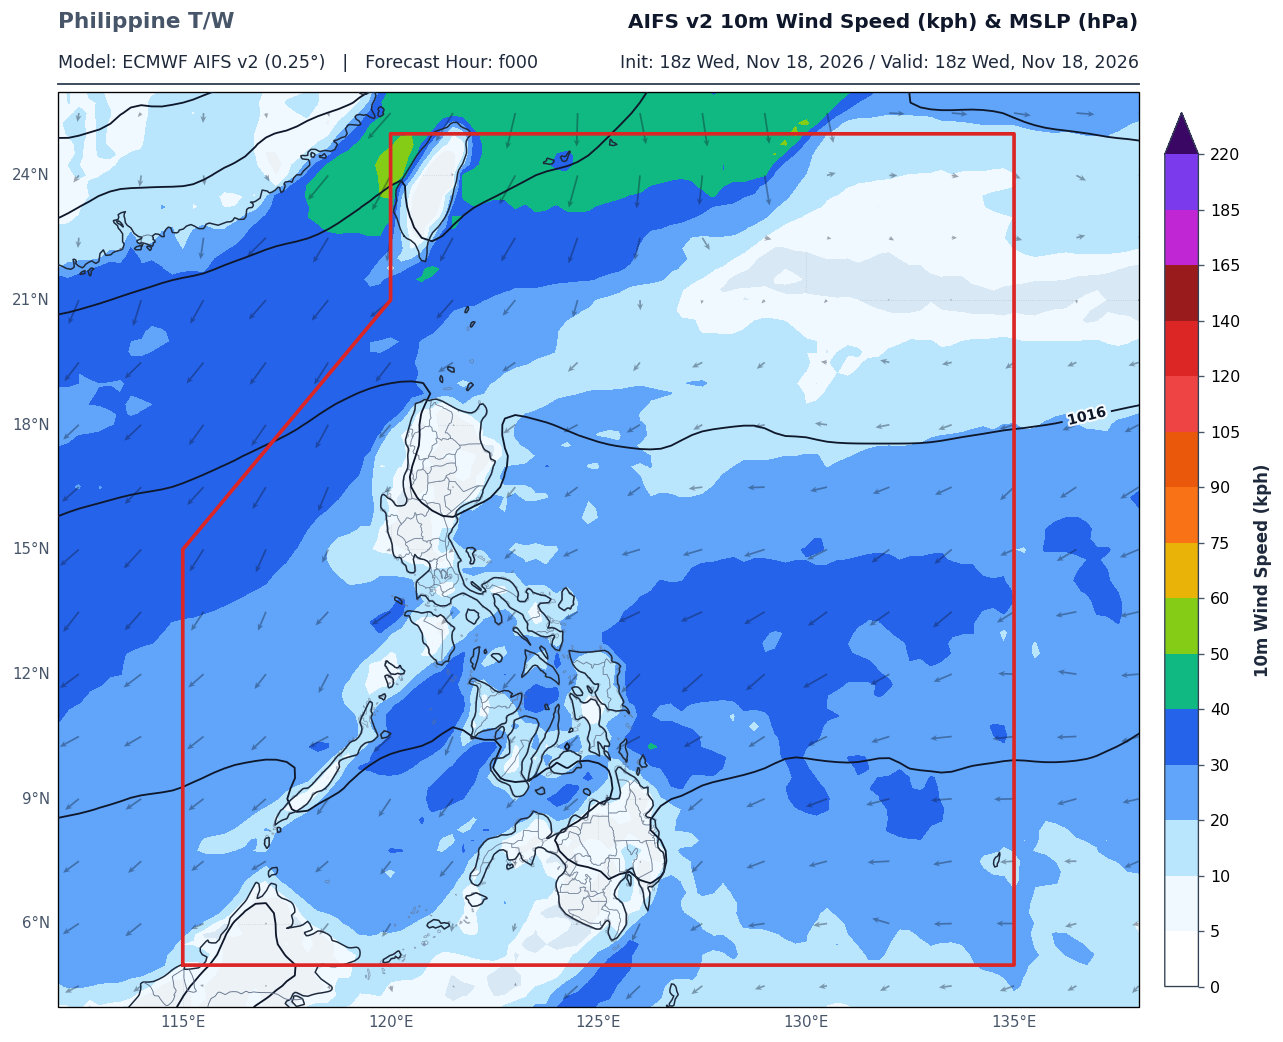 Philippine T/W
AIFS v2 10m Wind Speed (kph) & MSLP (hPa)
Model: ECMWF AIFS v2 (0.25°) | Forecast Hour: f000
Init: 18z Wed, Nov 18, 2026 / Valid: 18z Wed, Nov 18, 2026
24°N
21°N
18°N
15°N
12°N
9°N
6°N
115°E
120°E
125°E
130°E
135°E
1016
220
185
165
140
120
105
90
75
60
50
40
30
20
10
5
0
10m Wind Speed (kph)